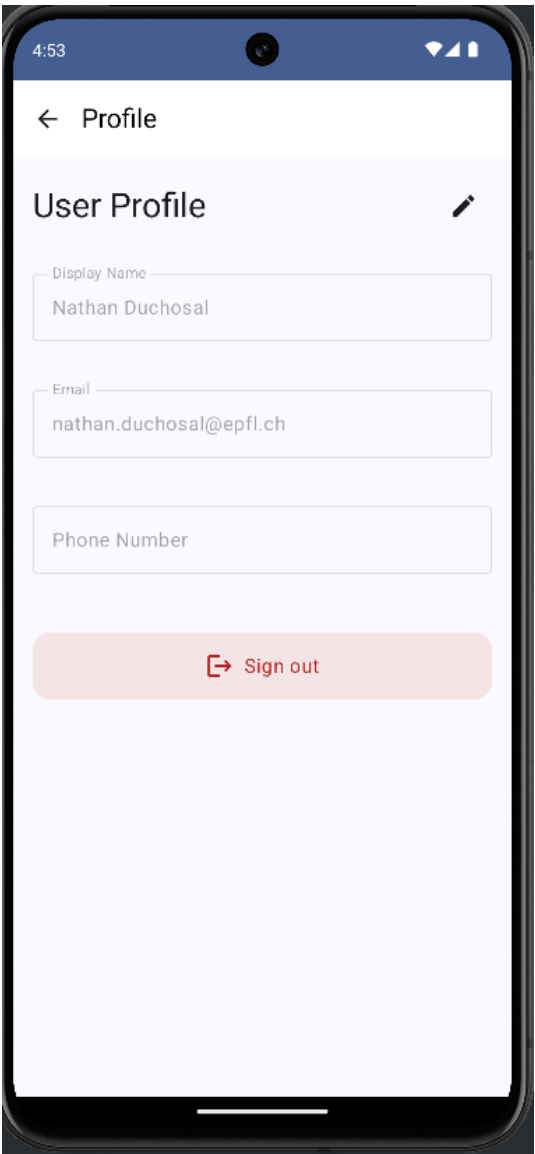 4:53
Profile
User Profile
Display Name
Nathan Duchosal
Email
nathan.duchosal@epfl.ch
Phone Number
Sign out